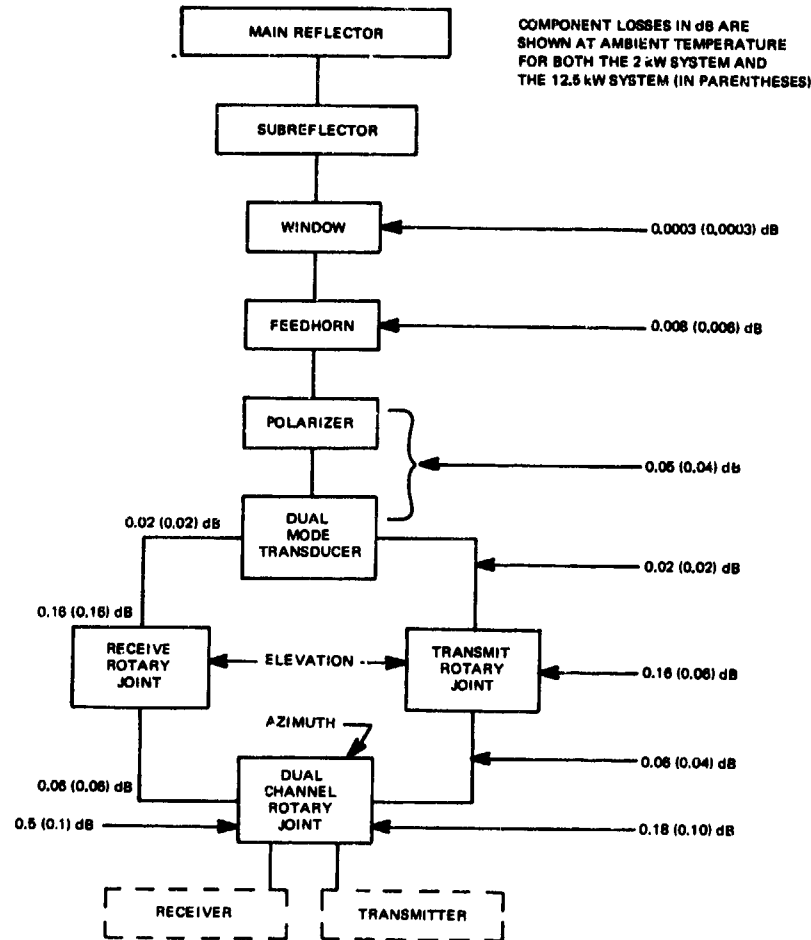 MAIN REFLECTOR
COMPONENT LOSSES IN dB ARE
SHOWN AT AMBIENT TEMPERATURE
FOR BOTH THE 2 kW SYSTEM AND
THE 12.5 kW SYSTEM (IN PARENTHESES)
SUBREFLECTOR
WINDOW
0.0003 (0.0003) dB
FEEDHORN
0.006 (0.006) dB
POLARIZER
0.05 (0.04) dB
0.02 (0.02) dB
DUAL
MODE
TRANSDUCER
0.02 (0.02) dB
0.16 (0.16) dB
RECEIVE
ROTARY
JOINT
ELEVATION
TRANSMIT
ROTARY
JOINT
0.16 (0.06) dB
AZIMUTH
0.06 (0.04) dB
0.06 (0.06) dB
DUAL
CHANNEL
ROTARY
JOINT
0.5 (0.1) dB
0.18 (0.10) dB
RECEIVER
TRANSMITTER